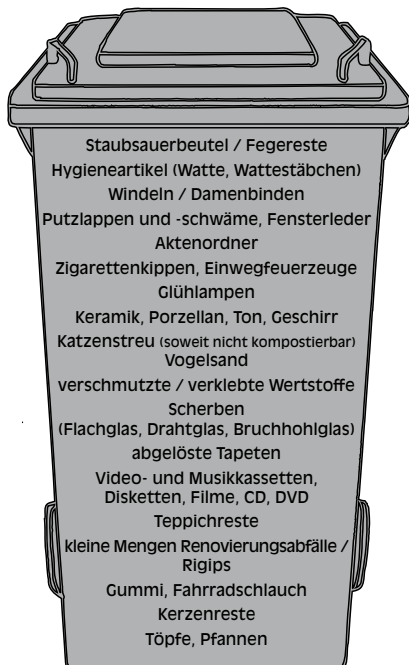 Staubsauerbeutel / Fegereste
Hygieneartikel (Watte, Wattestäbchen)
Windeln / Damenbinden
Putzlappen und -schwäme, Fensterleder
Aktenordner
Zigarettenkippen, Einwegfeuerzeuge
Glühlampen
Keramik, Porzellan, Ton, Geschirr
Katzenstreu (soweit nicht kompostierbar)
Vogelsand
verschmutzte / verklebte Wertstoffe
Scherben
(Flachglas, Drahtglas, Bruchhohlglas)
abgelöste Tapeten
Video- und Musikkassetten,
Disketten, Filme, CD, DVD
Teppichreste
kleine Mengen Renovierungsabfälle /
Rigips
Gummi, Fahrradschlauch
Kerzenreste
Töpfe, Pfannen